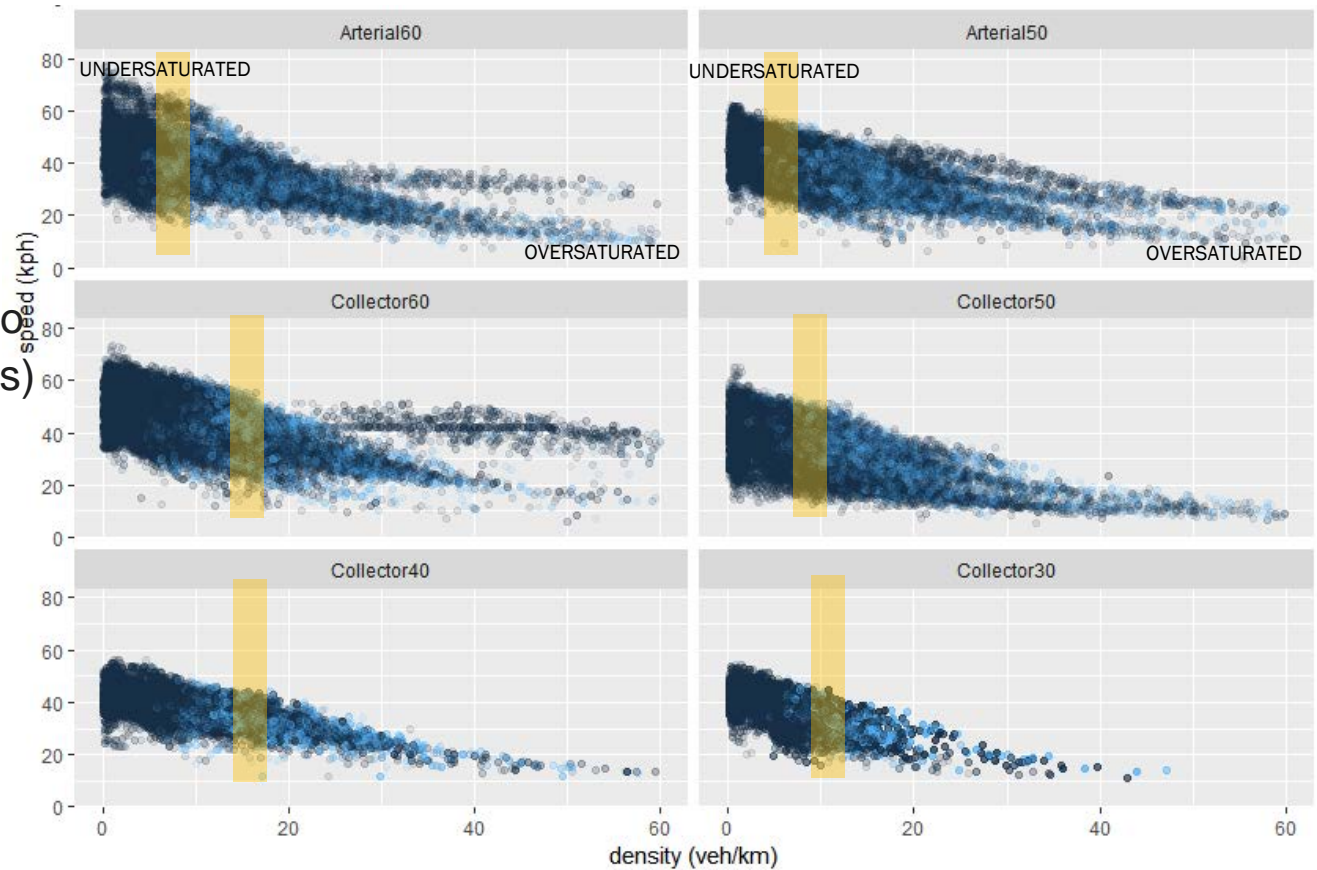 Arterial60
Arterial50
80
UNDERSATURATED
UNDERSATURATED
60
40
20
OVERSATURATED
OVERSATURATED
0
Collector60
Collector50
o
s)
speed (kph)
80
60
40
20
0
Collector40
Collector30
80
60
40
20
0
0
20
40
60
0
20
40
60
density (veh/km)